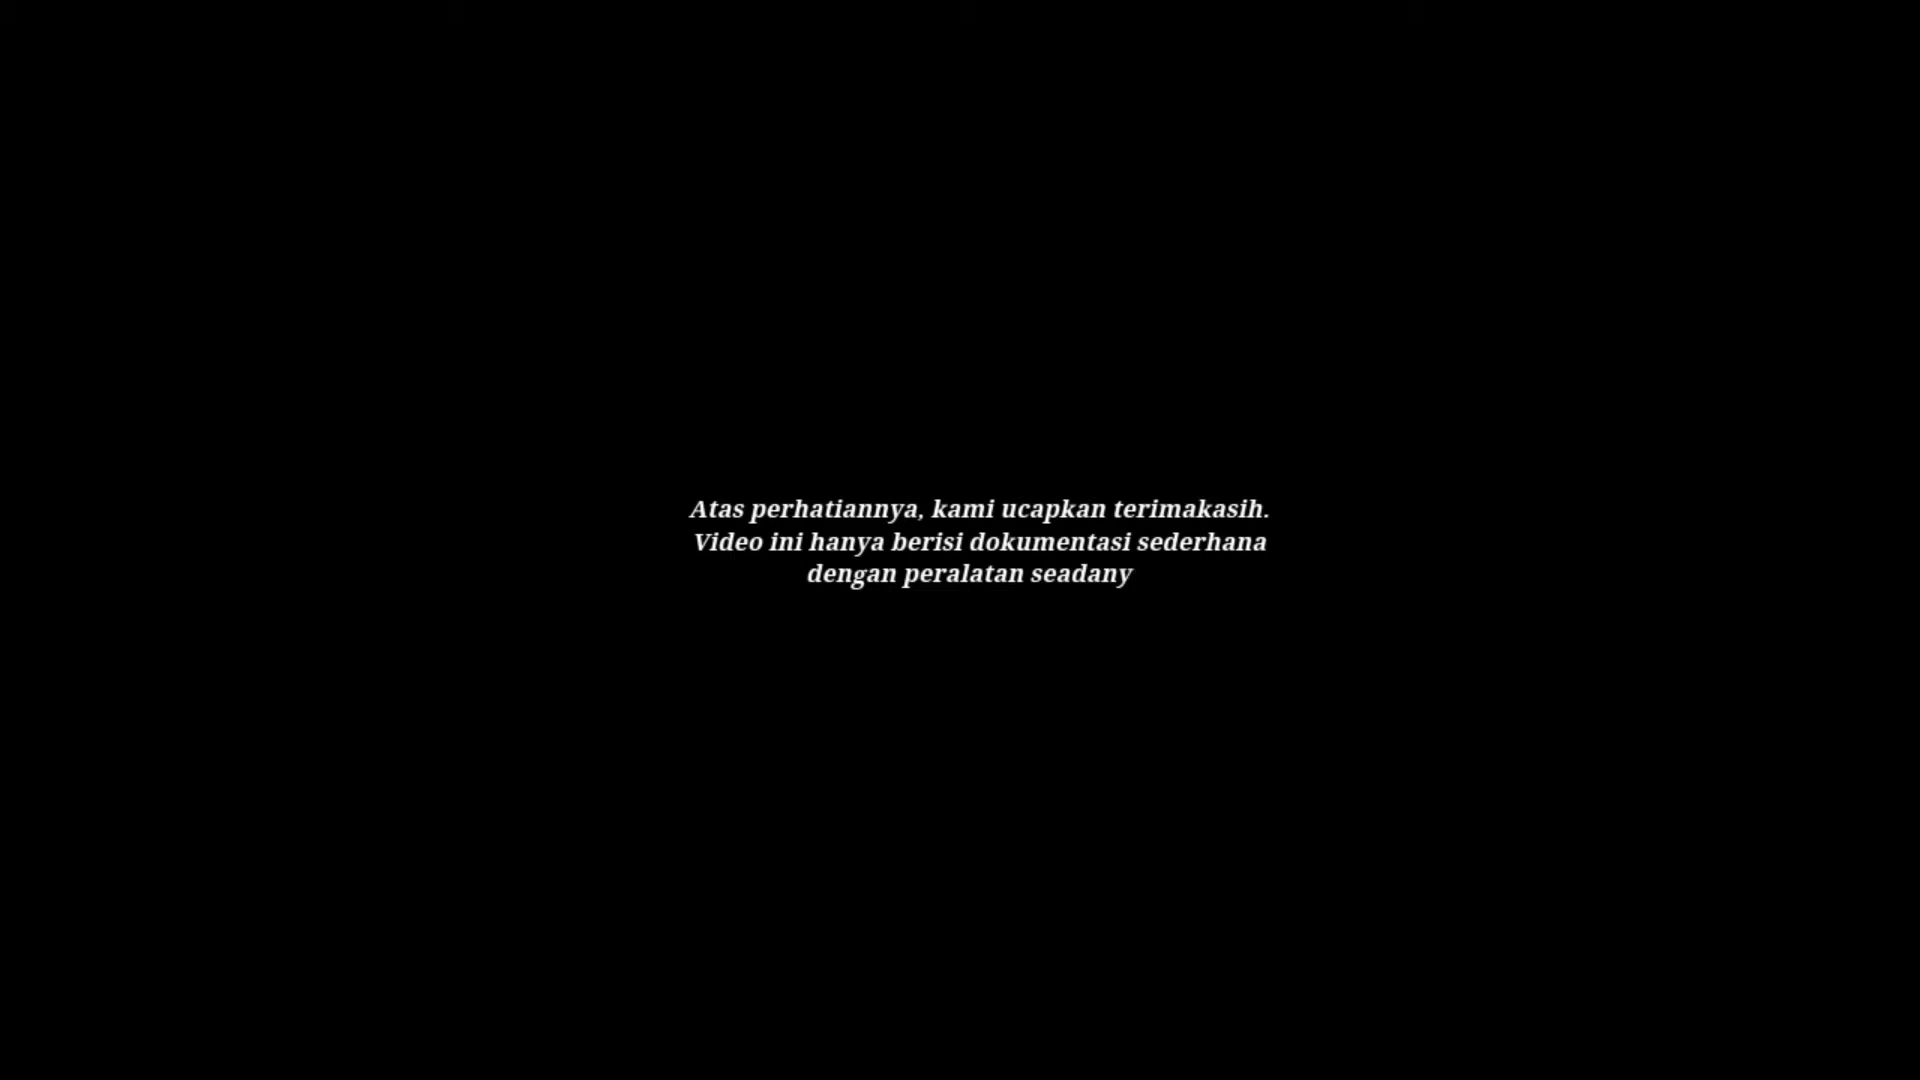 Atas perhatiannya, kami ucapkan terimakasih.
Video ini hanya berisi dokumentasi sederhana
dengan peralatan seadany